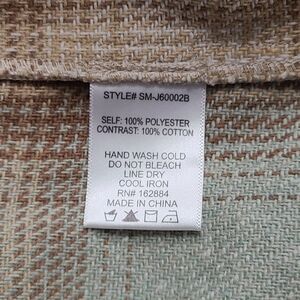 STYLE# SM-J60002B
SELF: 100% POLYESTER
CONTRAST: 100% COTTON
HAND WASH COLD
DO NOT BLEACH
LINE DRY
COOL IRON
RN# 162884
MADE IN CHINA